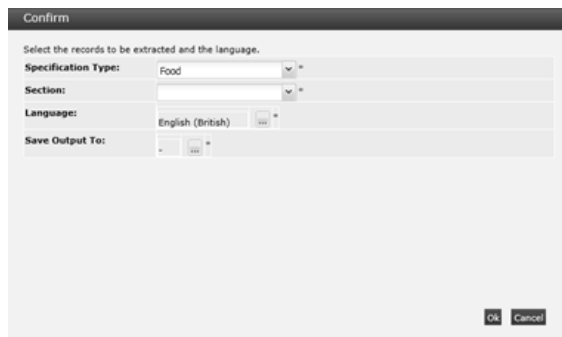 Confirm
Select the records to be extracted and the language.
Specification Type: Food *
Section: *
Language: English (British) ... *
Save Output To: - ... *
Ok Cancel